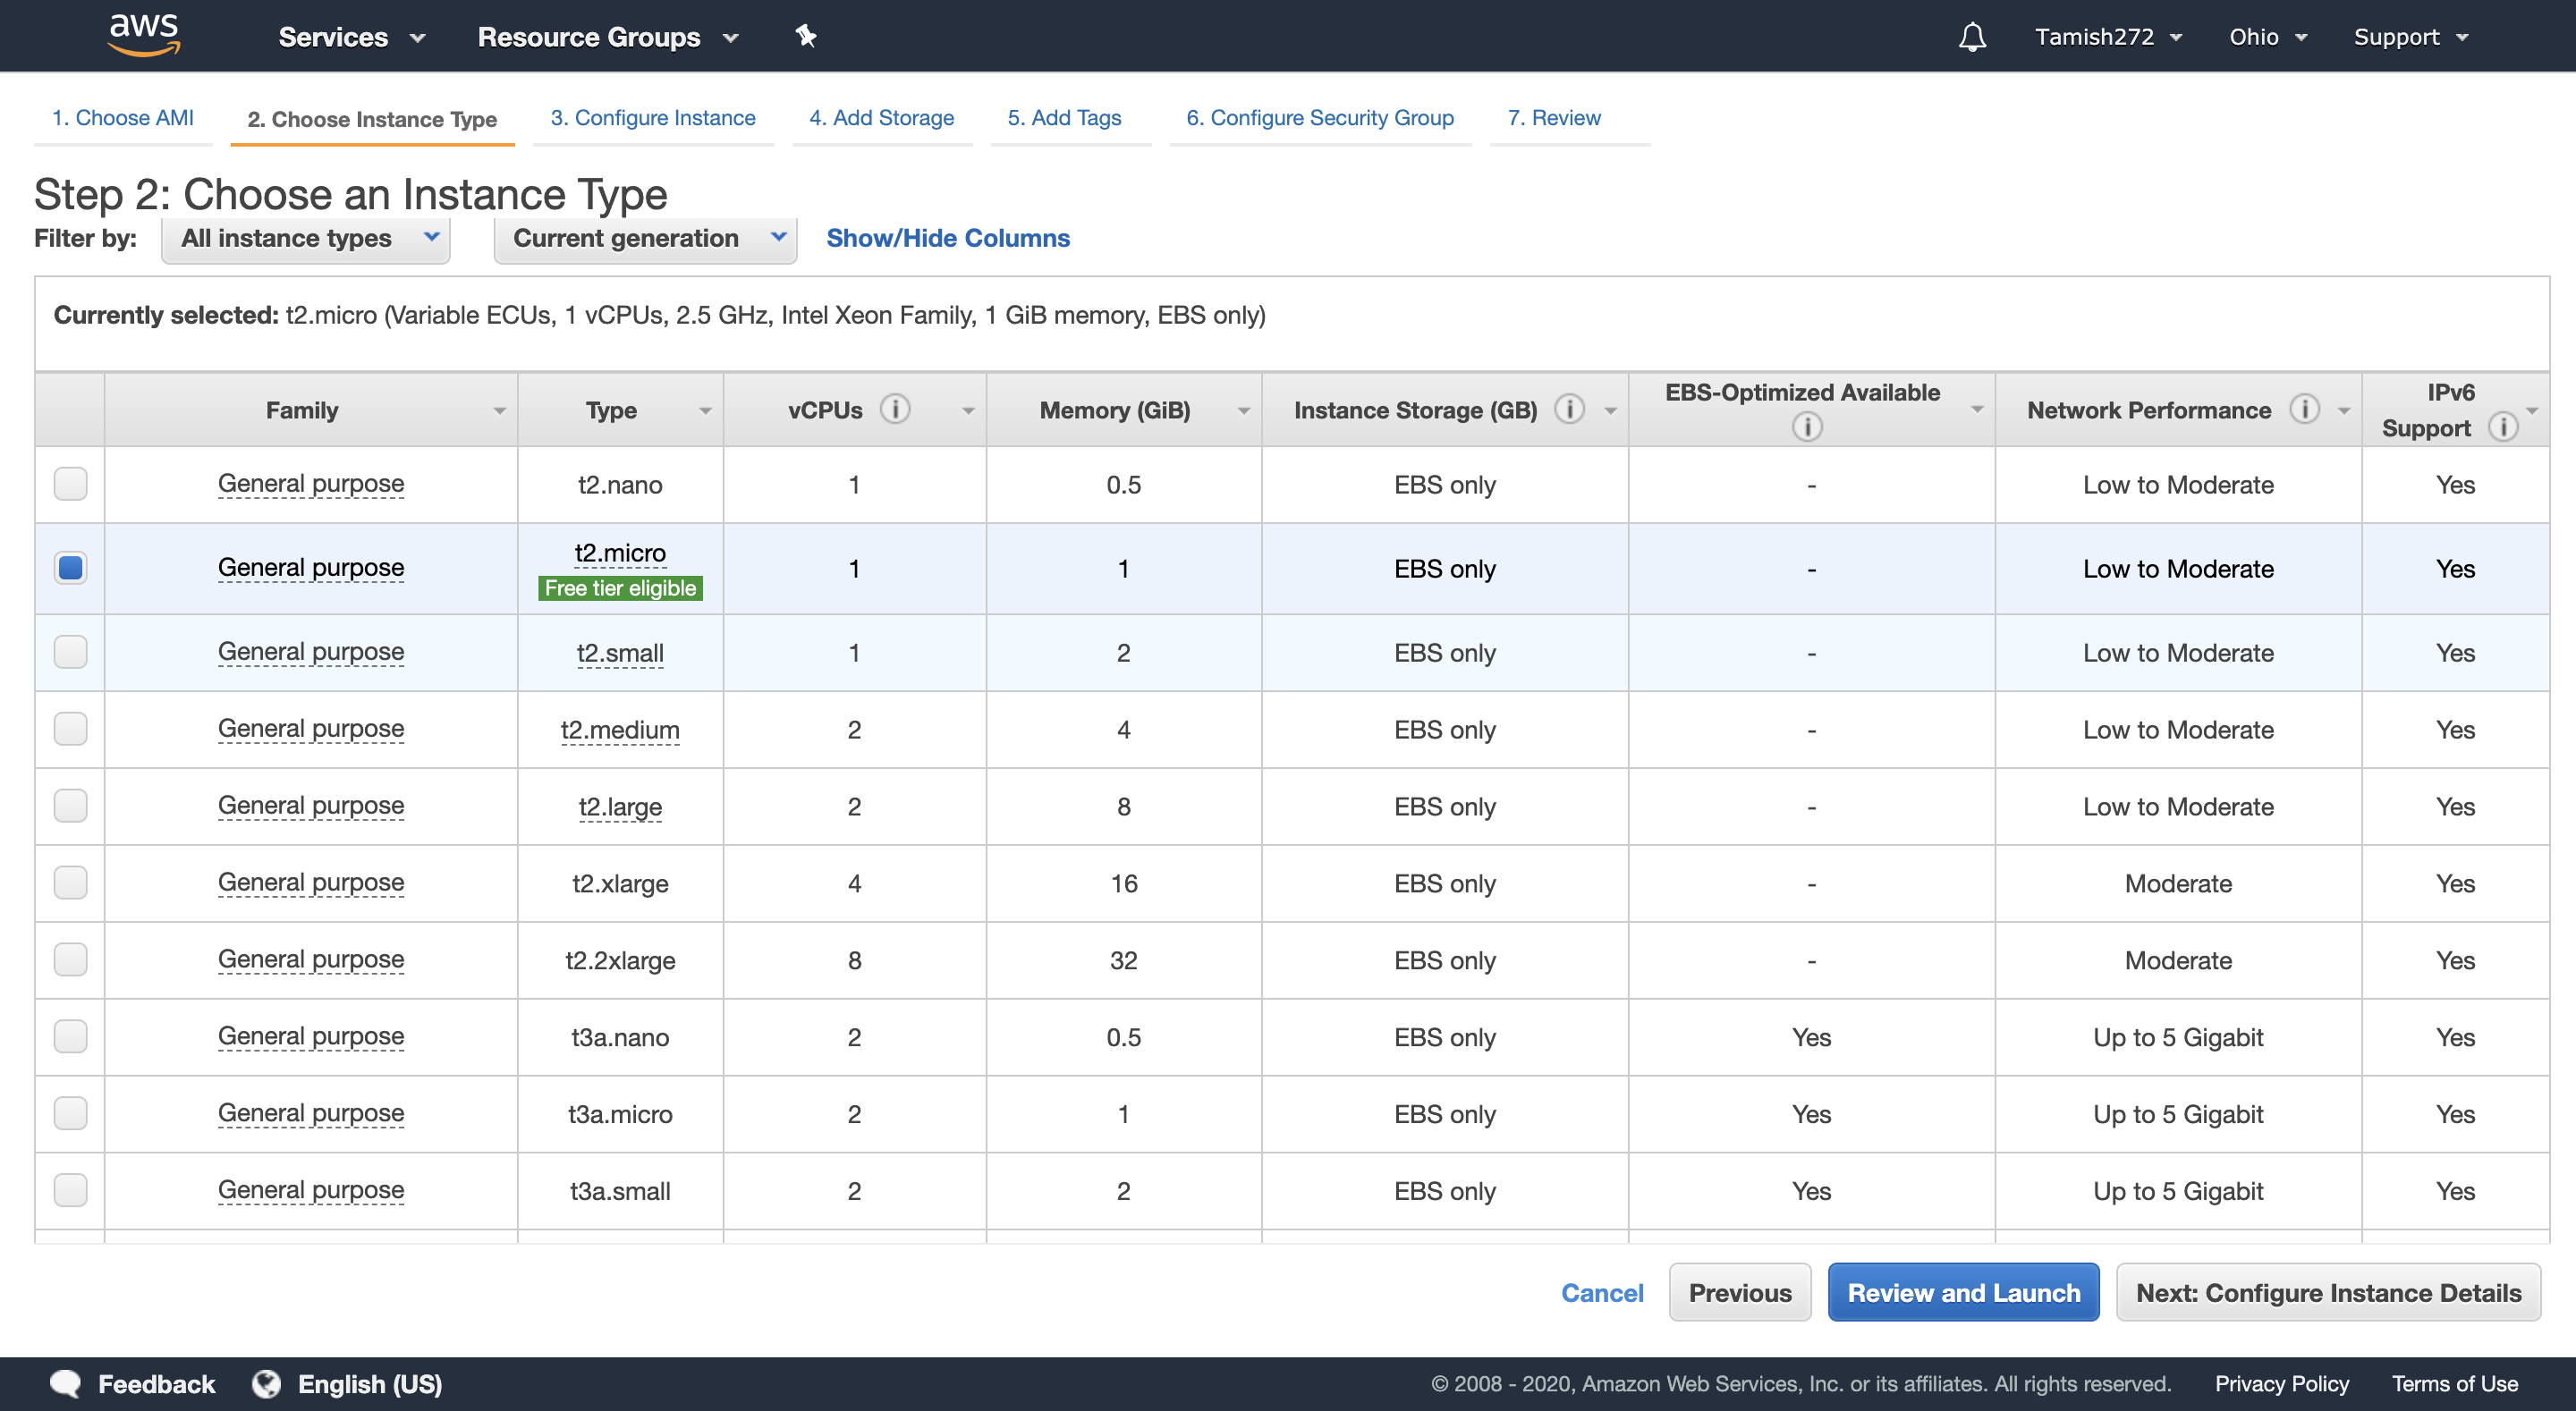 aws Services Resource Groups Tamish272 Ohio Support
1. Choose AMI 2. Choose Instance Type 3. Configure Instance 4. Add Storage 5. Add Tags 6. Configure Security Group 7. Review
Step 2: Choose an Instance Type
Filter by: All instance types Current generation Show/Hide Columns
Currently selected: t2.micro (Variable ECUs, 1 vCPUs, 2.5 GHz, Intel Xeon Family, 1 GiB memory, EBS only)
Family Type vCPUs Memory (GiB) Instance Storage (GB) EBS-Optimized Available Network Performance IPv6 Support
General purpose t2.nano 1 0.5 EBS only - Low to Moderate Yes
General purpose t2.micro 1 1 EBS only - Low to Moderate Yes
Free tier eligible
General purpose t2.small 1 2 EBS only - Low to Moderate Yes
General purpose t2.medium 2 4 EBS only - Low to Moderate Yes
General purpose t2.large 2 8 EBS only - Low to Moderate Yes
General purpose t2.xlarge 4 16 EBS only - Moderate Yes
General purpose t2.2xlarge 8 32 EBS only - Moderate Yes
General purpose t3a.nano 2 0.5 EBS only Yes Up to 5 Gigabit Yes
General purpose t3a.micro 2 1 EBS only Yes Up to 5 Gigabit Yes
General purpose t3a.small 2 2 EBS only Yes Up to 5 Gigabit Yes
Cancel Previous Review and Launch Next: Configure Instance Details
Feedback English (US) © 2008 - 2020, Amazon Web Services, Inc. or its affiliates. All rights reserved. Privacy Policy Terms of Use